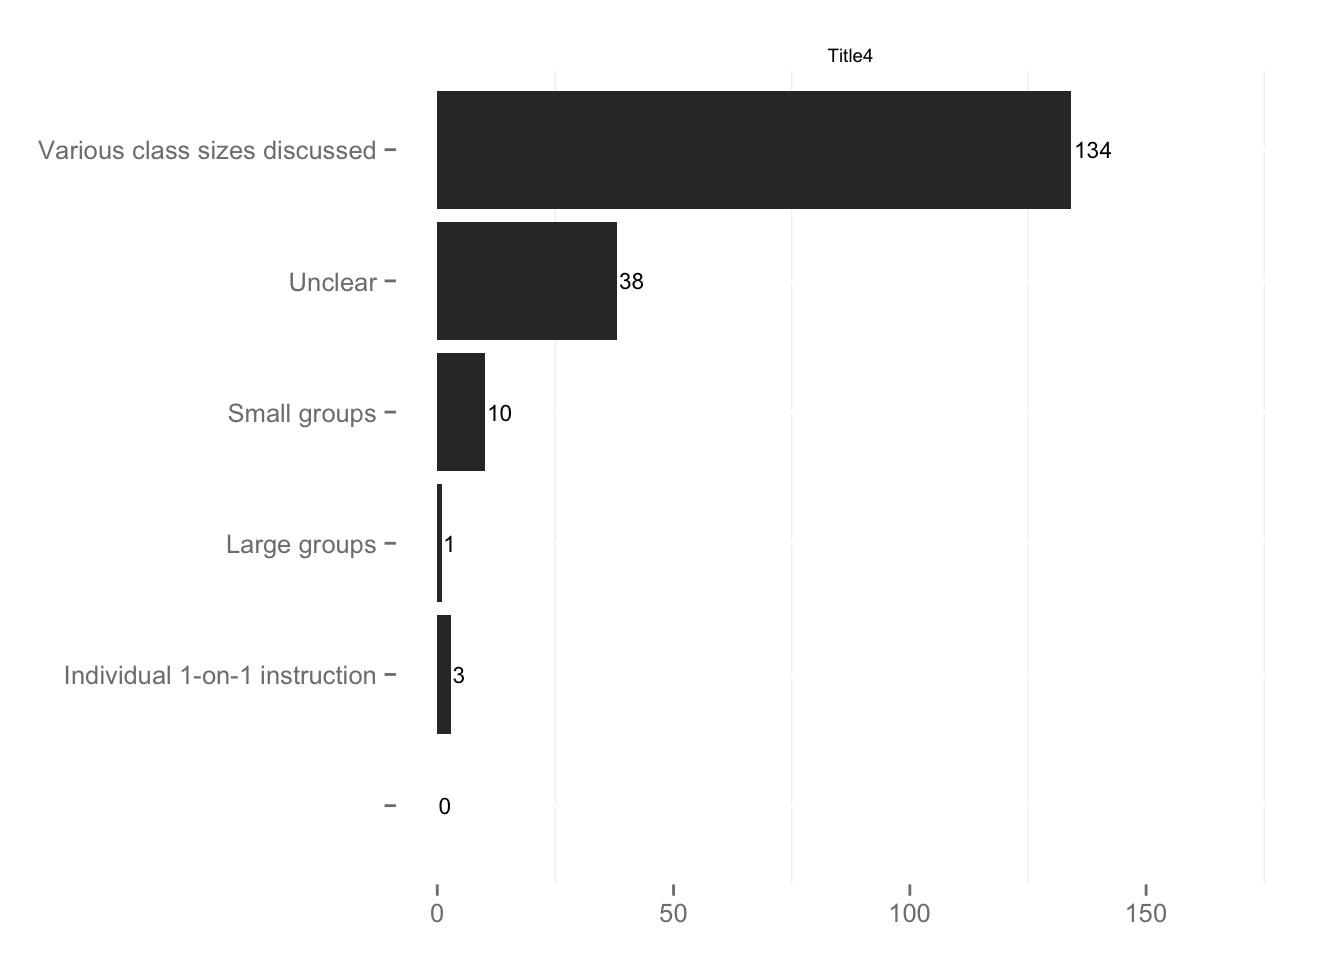 Title4
Various class sizes discussed
134
Unclear
38
Small groups
10
Large groups
1
Individual 1-on-1 instruction
3
0
0 50 100 150